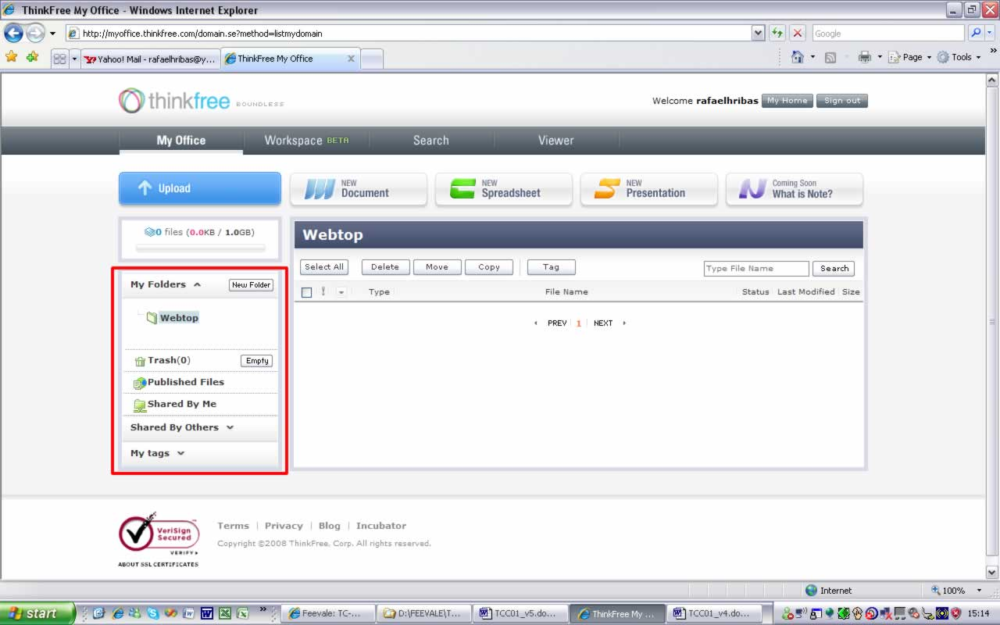 ThinkFree My Office - Windows Internet Explorer
http://myoffice.thinkfree.com/domain.se?method=listmydomain
Google
Yahoo! Mail - rafaelhribas@y...
ThinkFree My Office
Page
Tools
thinkfree BOUNDLESS
Welcome rafaelhribas My Home Sign out
My Office Workspace BETA Search Viewer
Upload
NEW Document
NEW Spreadsheet
NEW Presentation
Coming Soon What is Note?
0 files (0.0KB / 1.0GB)
Webtop
Select All Delete Move Copy Tag Type File Name Search
! Type File Name Status Last Modified Size
PREV 1 NEXT
My Folders New Folder
Webtop
Trash(0) Empty
Published Files
Shared By Me
Shared By Others
My tags
VeriSign Secured
VERIFY
ABOUT SSL CERTIFICATES
Terms | Privacy | Blog | Incubator
Copyright ©2008 ThinkFree, Corp. All rights reserved.
Internet 100%
start
Feevale: TC-...
D:\FEEVALE\T...
TCC01_v5.do...
ThinkFree My ...
TCC01_v4.do...
15:14